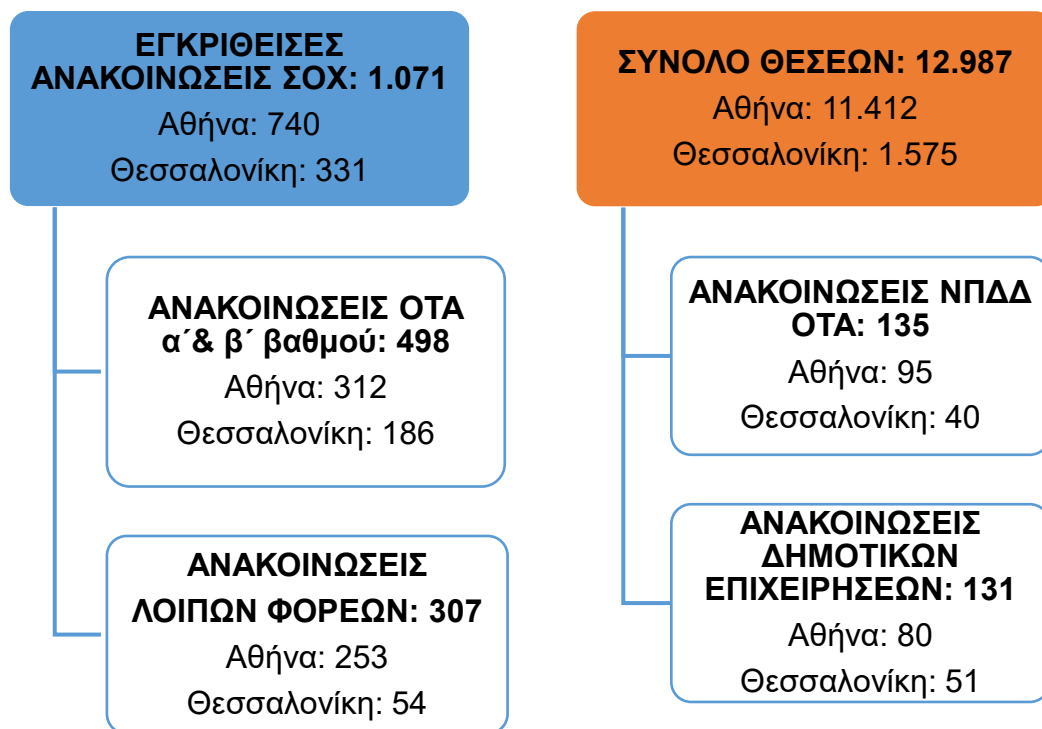 ΕΓΚΡΙΘΕΙΣΕΣ
ΑΝΑΚΟΙΝΩΣΕΙΣ ΣΟΧ: 1.071
Αθήνα: 740
Θεσσαλονίκη: 331
ΑΝΑΚΟΙΝΩΣΕΙΣ ΟΤΑ
α΄& β΄ βαθμού: 498
Αθήνα: 312
Θεσσαλονίκη: 186
ΑΝΑΚΟΙΝΩΣΕΙΣ
ΛΟΙΠΩΝ ΦΟΡΕΩΝ: 307
Αθήνα: 253
Θεσσαλονίκη: 54
ΣΥΝΟΛΟ ΘΕΣΕΩΝ: 12.987
Αθήνα: 11.412
Θεσσαλονίκη: 1.575
ΑΝΑΚΟΙΝΩΣΕΙΣ ΝΠΔΔ
ΟΤΑ: 135
Αθήνα: 95
Θεσσαλονίκη: 40
ΑΝΑΚΟΙΝΩΣΕΙΣ
ΔΗΜΟΤΙΚΩΝ
ΕΠΙΧΕΙΡΗΣΕΩΝ: 131
Αθήνα: 80
Θεσσαλονίκη: 51